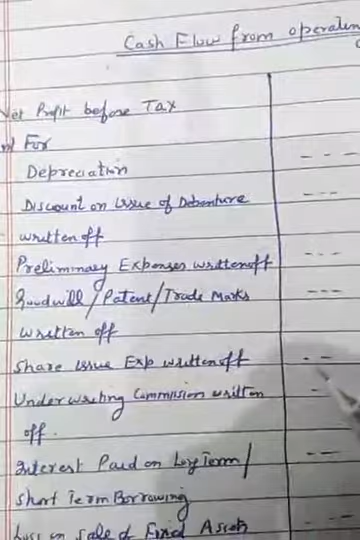 Cash Flow from operatin
Net Profit before Tax
For
Depreciation
Discount on issue of Debenture
written off
Preliminary Expenses written off
Goodwill/Patent/Trade Marks
written off
Share issue Exp written off
Underwriting Commission written
off.
Interest Paid on Long Term/
Short Term Borrowing
Loss on Sale of Fixed Assets